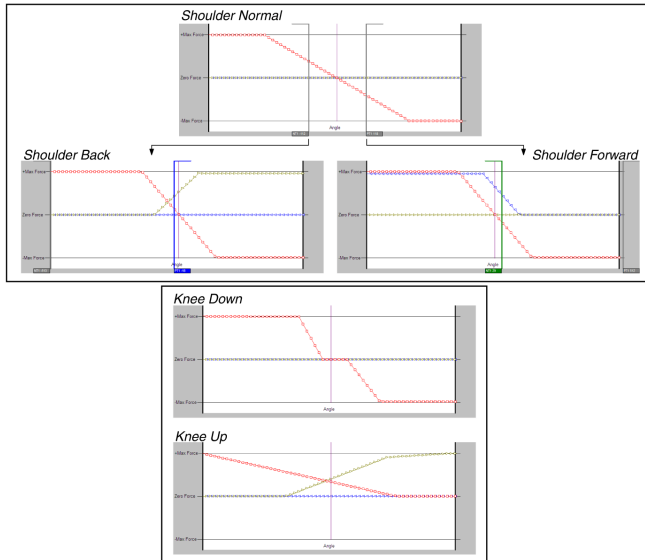 Shoulder Normal
+Max Force
Zero Force
-Max Force
Angle
Shoulder Back
Shoulder Forward
+Max Force
Zero Force
-Max Force
Angle
+Max Force
Zero Force
-Max Force
Angle
Knee Down
+Max Force
Zero Force
-Max Force
Angle
Knee Up
+Max Force
Zero Force
-Max Force
Angle